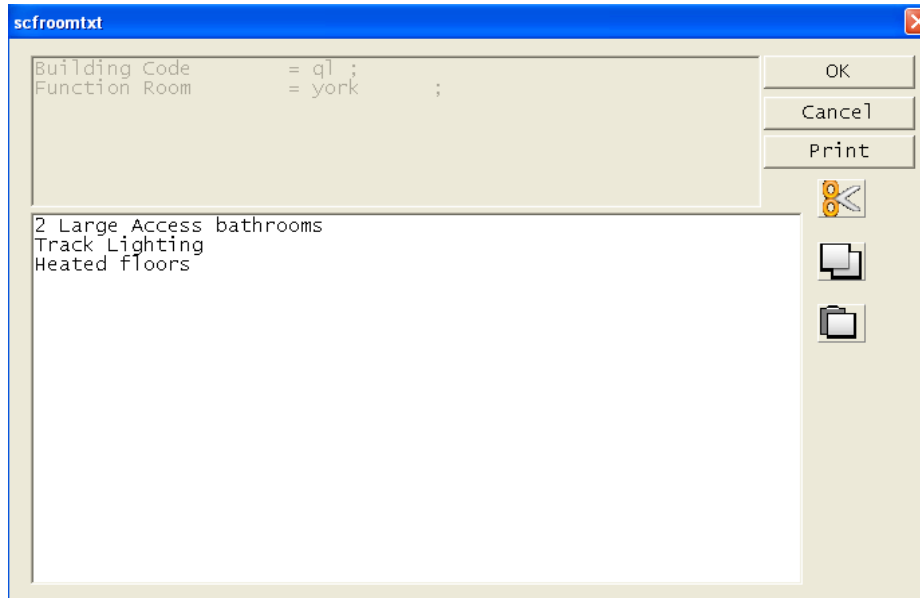 scfroomtxt
Building Code = ql ;
Function Room = york ;
OK
Cancel
Print
2 Large Access bathrooms
Track Lighting
Heated floors